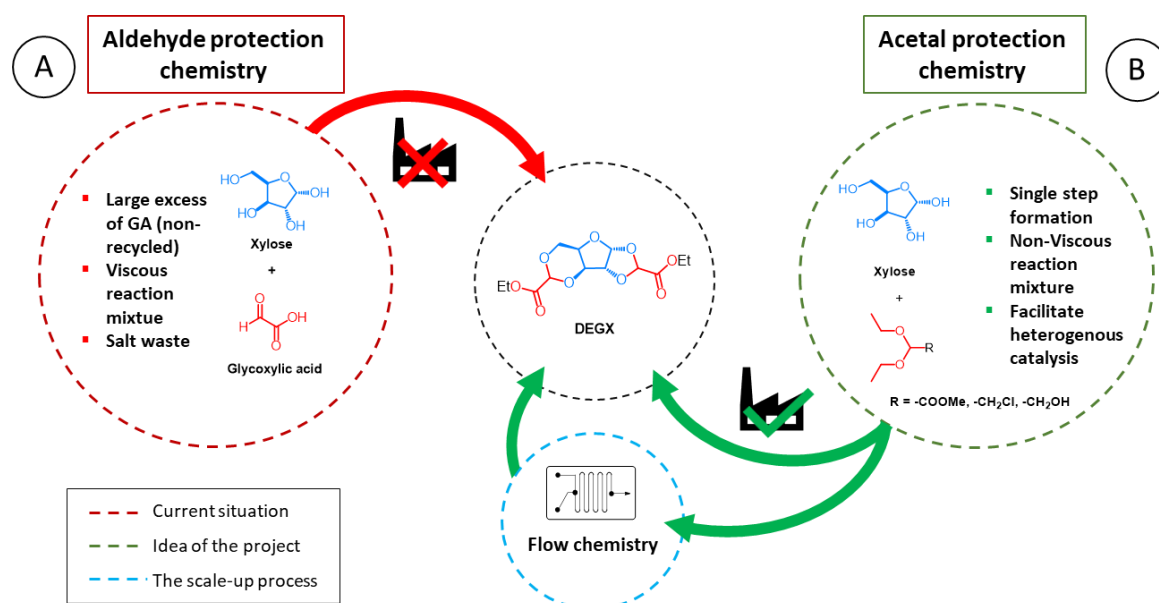 A
Aldehyde protection
chemistry
Acetal protection
chemistry
B
Large excess
of GA (non-
recycled)
Viscous
reaction
mixtue
Salt waste
HO
O
OH
HO
OH
Xylose
+
O
H
OH
O
Glycoxylic acid
O
O
O
O
O
OEt
EtO
O
O
DEGX
HO
O
OH
HO
OH
Xylose
+
O
R
O
R = -COOMe, -CH₂Cl, -CH₂OH
Single step
formation
Non-Viscous
reaction
mixture
Facilitate
heterogenous
catalysis
Flow chemistry
Current situation
Idea of the project
The scale-up process